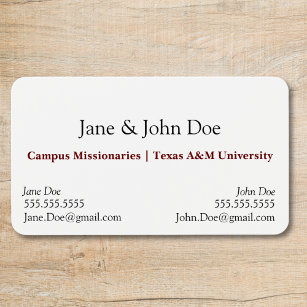 Jane & John Doe
Campus Missionaries | Texas A&M University
Jane Doe
555.555.5555
Jane.Doe@gmail.com
John Doe
555.555.5555
John.Doe@gmail.com